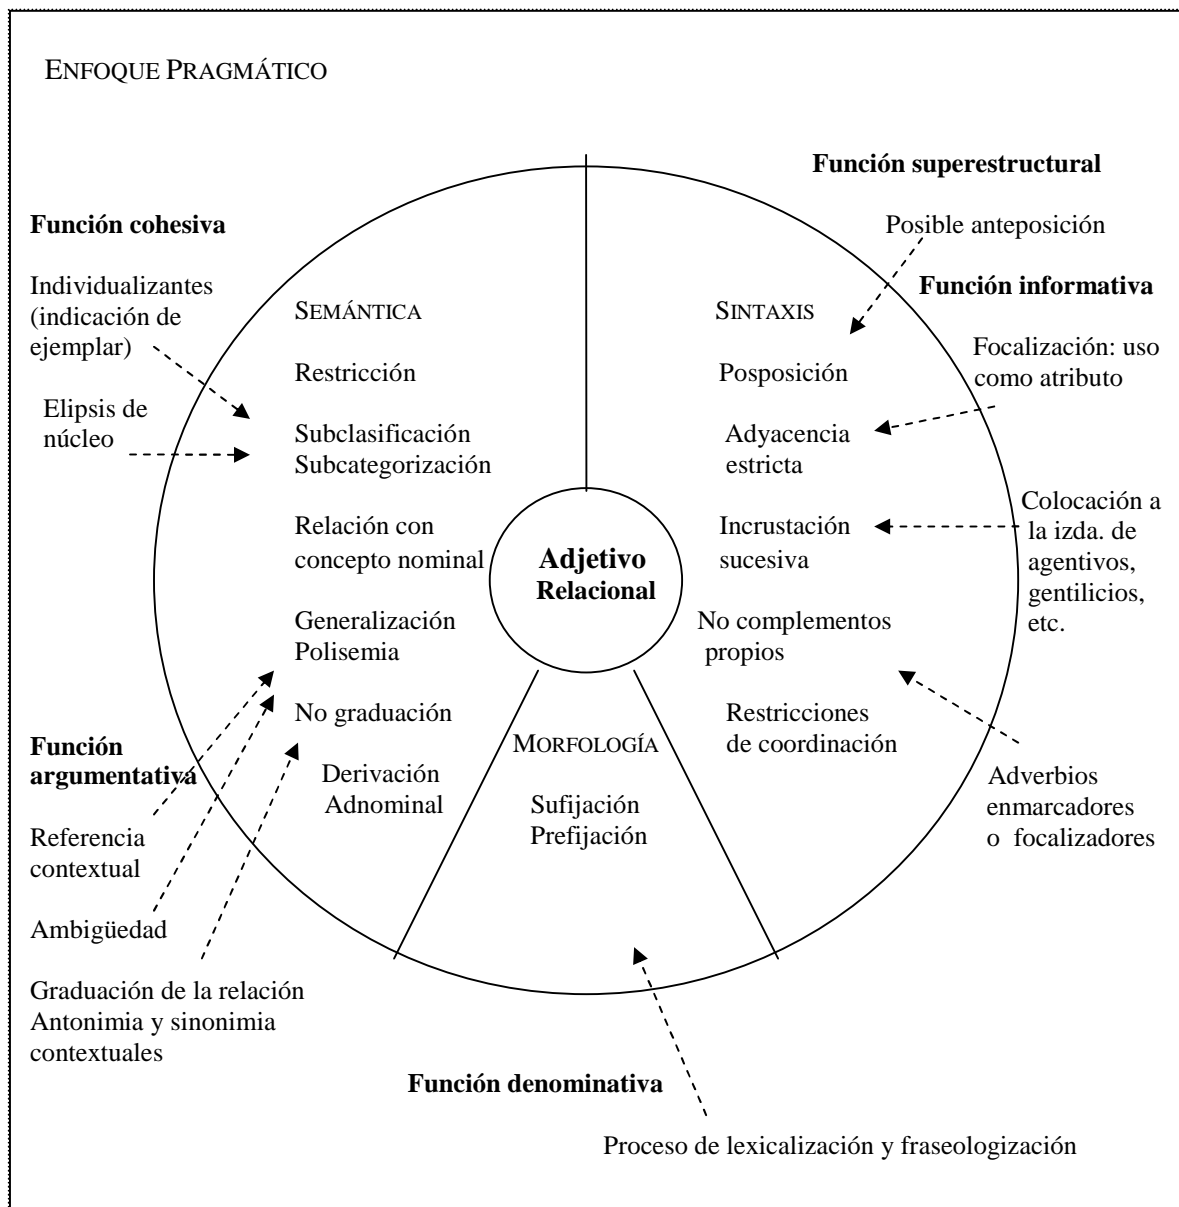 ENFOQUE PRAGMÁTICO
Función superestructural
Posible anteposición
Función cohesiva
Individualizantes
(indicación de
ejemplar)
Elipsis de
núcleo
SEMÁNTICA
Restricción
Subclasificación
Subcategorización
Relación con
concepto nominal
Generalización
Polisemia
No graduación
Derivación
Adnominal
Adjetivo
Relacional
SINTAXIS
Posposición
Adyacencia
estricta
Incrustación
sucesiva
No complementos
propios
Restricciones
de coordinación
Función informativa
Focalización: uso
como atributo
Colocación a
la izda. de
agentivos,
gentilicios,
etc.
Adverbios
enmarcadores
o focalizadores
MORFOLOGÍA
Sufijación
Prefijación
Función
argumentativa
Referencia
contextual
Ambigüedad
Graduación de la relación
Antonimia y sinonimia
contextuales
Función denominativa
Proceso de lexicalización y fraseologización